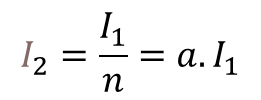 I₂ = I₁/n = a. I₁